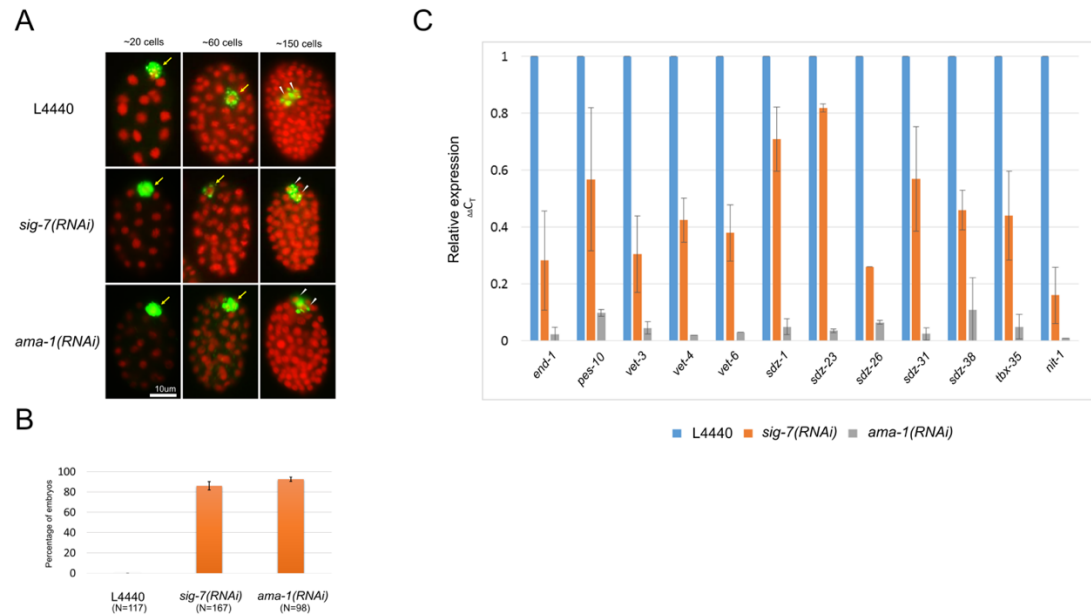 A
~20 cells ~60 cells ~150 cells
L4440
sig-7(RNAi)
ama-1(RNAi)
10um
B
Percentage of embryos
100
80
60
40
20
0
L4440 sig-7(RNAi) ama-1(RNAi)
(N=117) (N=167) (N=98)
C
Relative expression
ΔΔCT
1
0.8
0.6
0.4
0.2
0
end-1 pes-10 vet-3 vet-4 vet-6 sdz-1 sdz-23 sdz-26 sdz-31 sdz-38 tbx-35 nit-1
L4440 sig-7(RNAi) ama-1(RNAi)